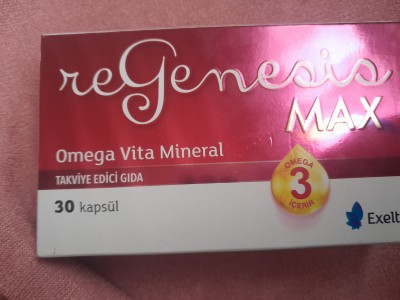 reGenesis
MAX
Omega Vita Mineral
TAKVİYE EDİCİ GIDA
OMEGA
3
İÇERİR
30 kapsül
Exelt